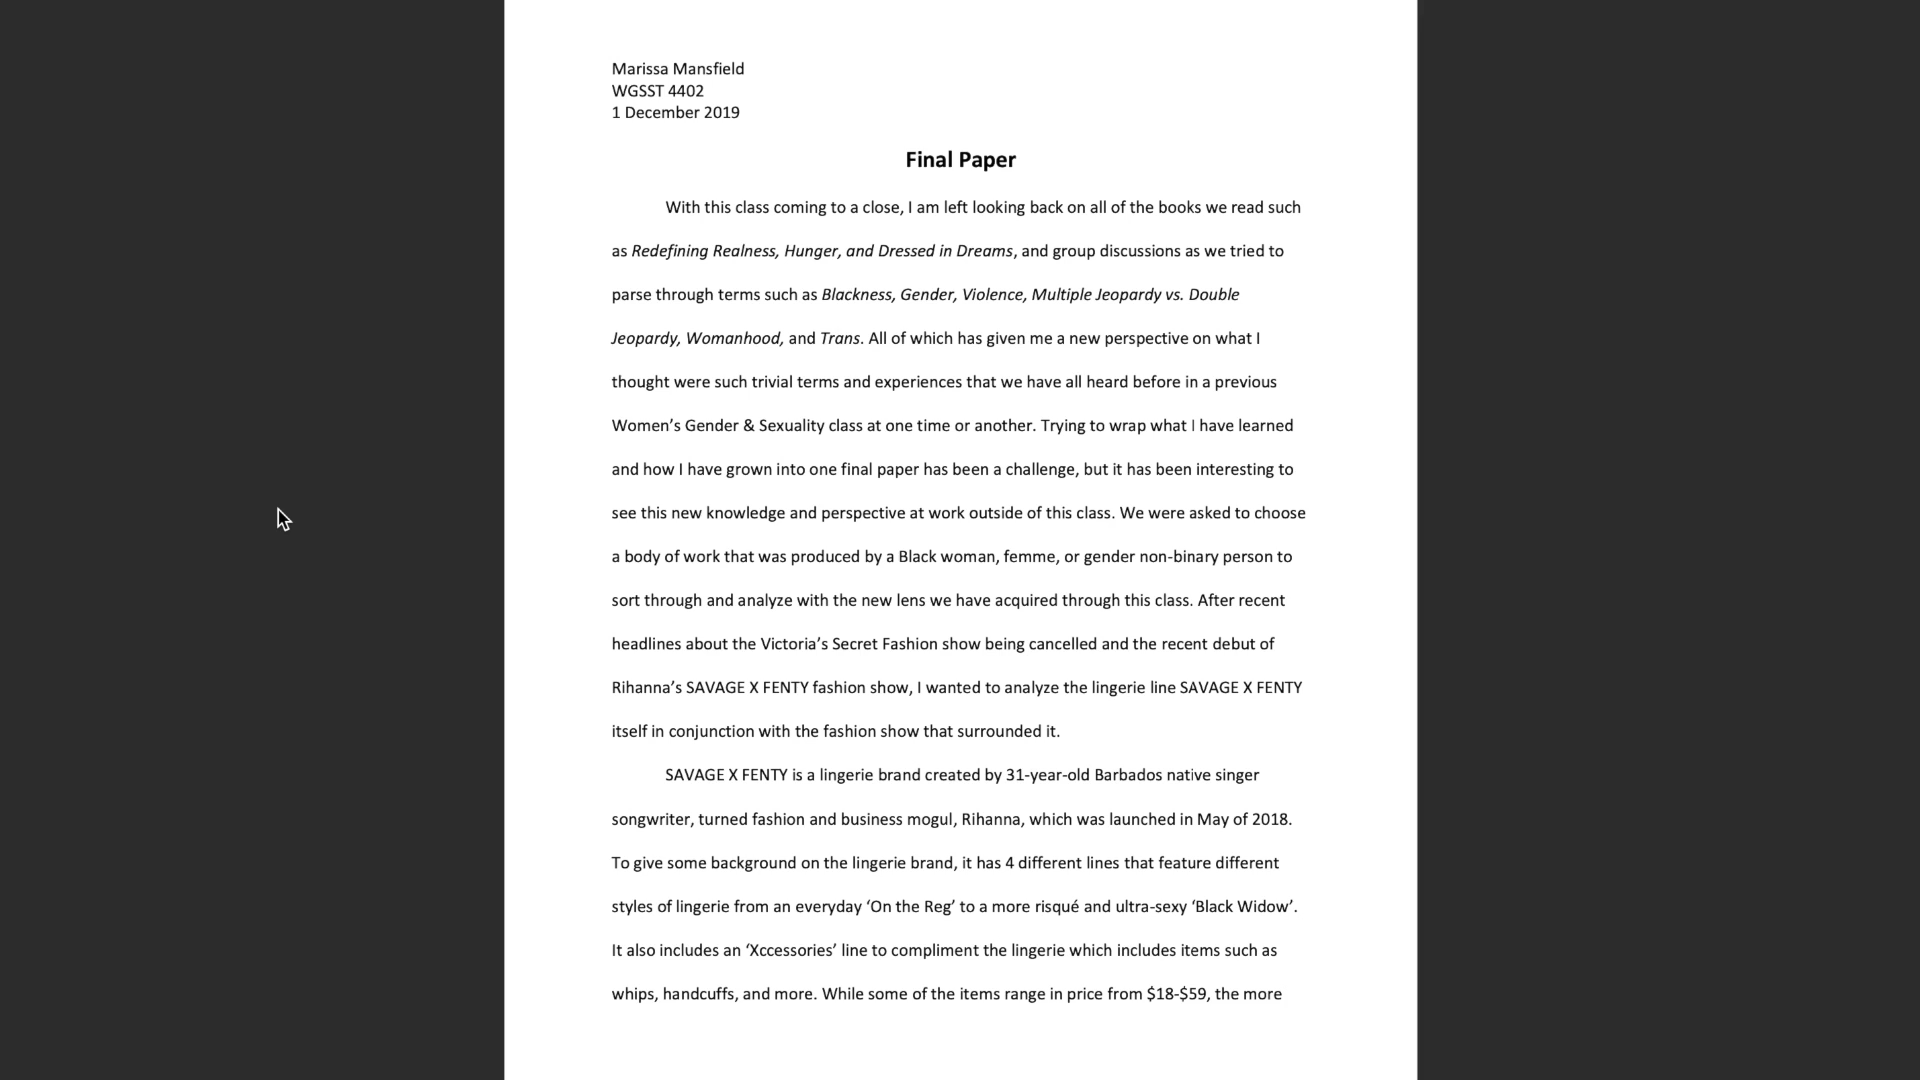 Marissa Mansfield
WGSST 4402
1 December 2019
Final Paper
With this class coming to a close, I am left looking back on all of the books we read such
as Redefining Realness, Hunger, and Dressed in Dreams, and group discussions as we tried to
parse through terms such as Blackness, Gender, Violence, Multiple Jeopardy vs. Double
Jeopardy, Womanhood, and Trans. All of which has given me a new perspective on what I
thought were such trivial terms and experiences that we have all heard before in a previous
Women’s Gender & Sexuality class at one time or another. Trying to wrap what I have learned
and how I have grown into one final paper has been a challenge, but it has been interesting to
see this new knowledge and perspective at work outside of this class. We were asked to choose
a body of work that was produced by a Black woman, femme, or gender non-binary person to
sort through and analyze with the new lens we have acquired through this class. After recent
headlines about the Victoria’s Secret Fashion show being cancelled and the recent debut of
Rihanna’s SAVAGE X FENTY fashion show, I wanted to analyze the lingerie line SAVAGE X FENTY
itself in conjunction with the fashion show that surrounded it.
SAVAGE X FENTY is a lingerie brand created by 31-year-old Barbados native singer
songwriter, turned fashion and business mogul, Rihanna, which was launched in May of 2018.
To give some background on the lingerie brand, it has 4 different lines that feature different
styles of lingerie from an everyday ‘On the Reg’ to a more risqué and ultra-sexy ‘Black Widow’.
It also includes an ‘Xccessories’ line to compliment the lingerie which includes items such as
whips, handcuffs, and more. While some of the items range in price from $18-$59, the more